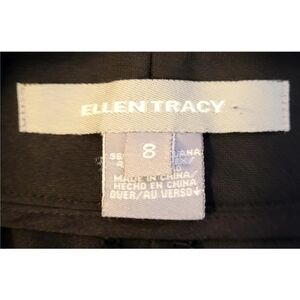 ELLEN TRACY
8
MADE IN CHINA/
HECHO EN CHINA
OVER/AU VERSO↓